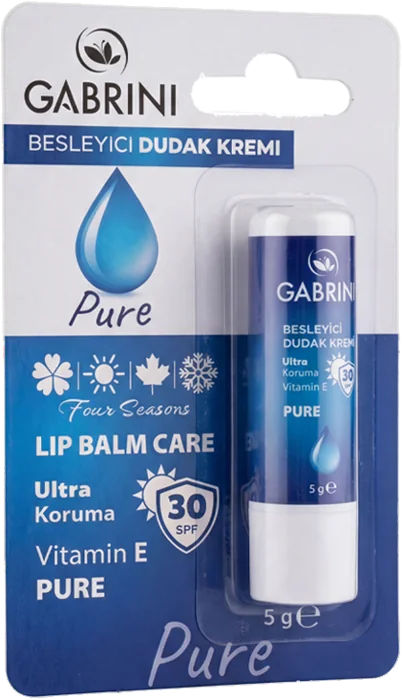 GABRINI
BESLEYICI DUDAK KREMI
Pure
Four Seasons
LIP BALM CARE
Ultra
Koruma
30
SPF
Vitamin E
PURE
Pure
GABRINI
BESLEYICI
DUDAK KREMI
Ultra
Koruma
Vitamin E
30
PURE
5 g e
5 g e